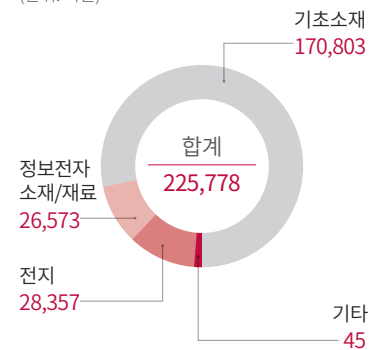 기초소재
170,803
합계
225,778
정보전자
소재/재료
26,573
전지
28,357
기타
45